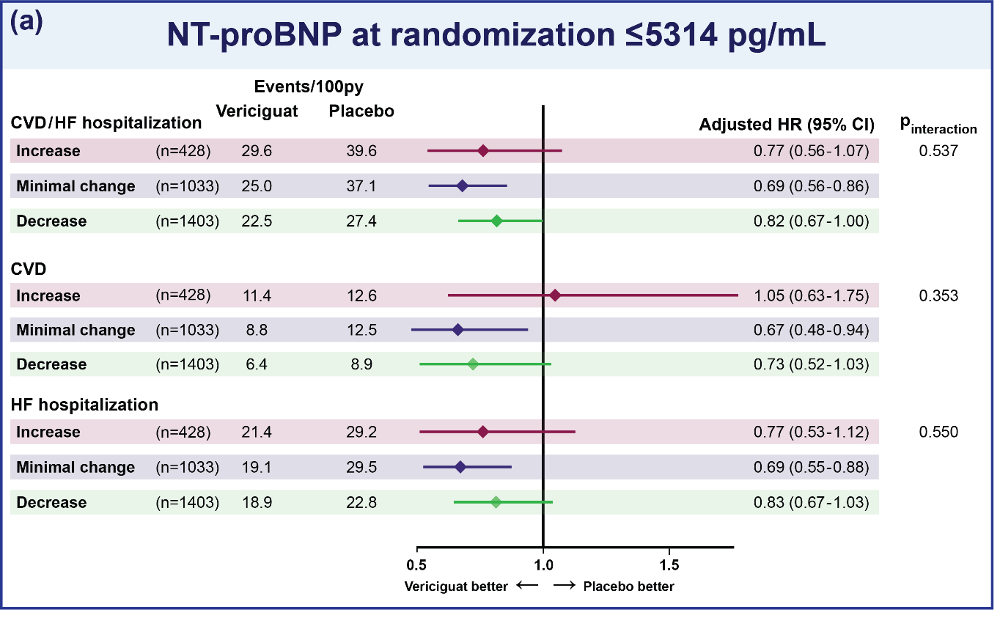 (a)
NT-proBNP at randomization ≤5314 pg/mL
Events/100py
CVD/HF hospitalization Vericiguat Placebo Adjusted HR (95% CI) pinteraction
Increase (n=428) 29.6 39.6 0.77 (0.56-1.07) 0.537
Minimal change (n=1033) 25.0 37.1 0.69 (0.56-0.86)
Decrease (n=1403) 22.5 27.4 0.82 (0.67-1.00)
CVD
Increase (n=428) 11.4 12.6 1.05 (0.63-1.75) 0.353
Minimal change (n=1033) 8.8 12.5 0.67 (0.48-0.94)
Decrease (n=1403) 6.4 8.9 0.73 (0.52-1.03)
HF hospitalization
Increase (n=428) 21.4 29.2 0.77 (0.53-1.12) 0.550
Minimal change (n=1033) 19.1 29.5 0.69 (0.55-0.88)
Decrease (n=1403) 18.9 22.8 0.83 (0.67-1.03)
0.5 1.0 1.5
Vericiguat better ← → Placebo better